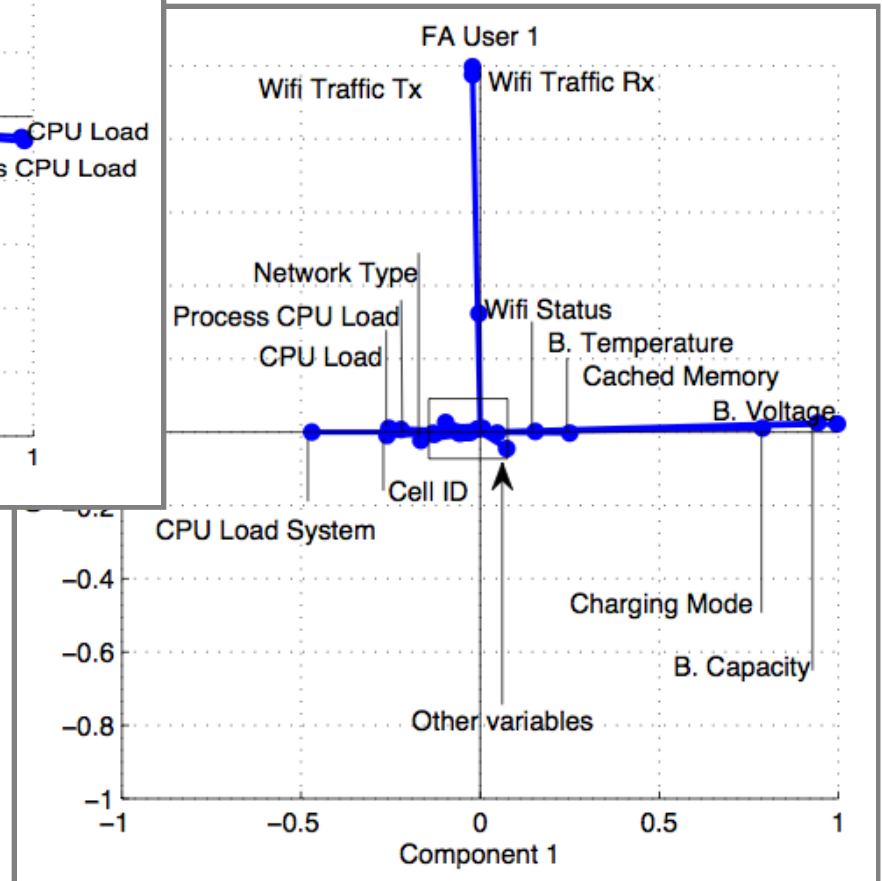 FA User 1
Wifi Traffic Tx
Wifi Traffic Rx
CPU Load
s CPU Load
Network Type
Process CPU Load
Wifi Status
CPU Load
B. Temperature
Cached Memory
B. Voltage
1
Cell ID
−0.2
CPU Load System
−0.4
Charging Mode
−0.6
B. Capacity
Other variables
−0.8
−1
−1 −0.5 0 0.5 1
Component 1